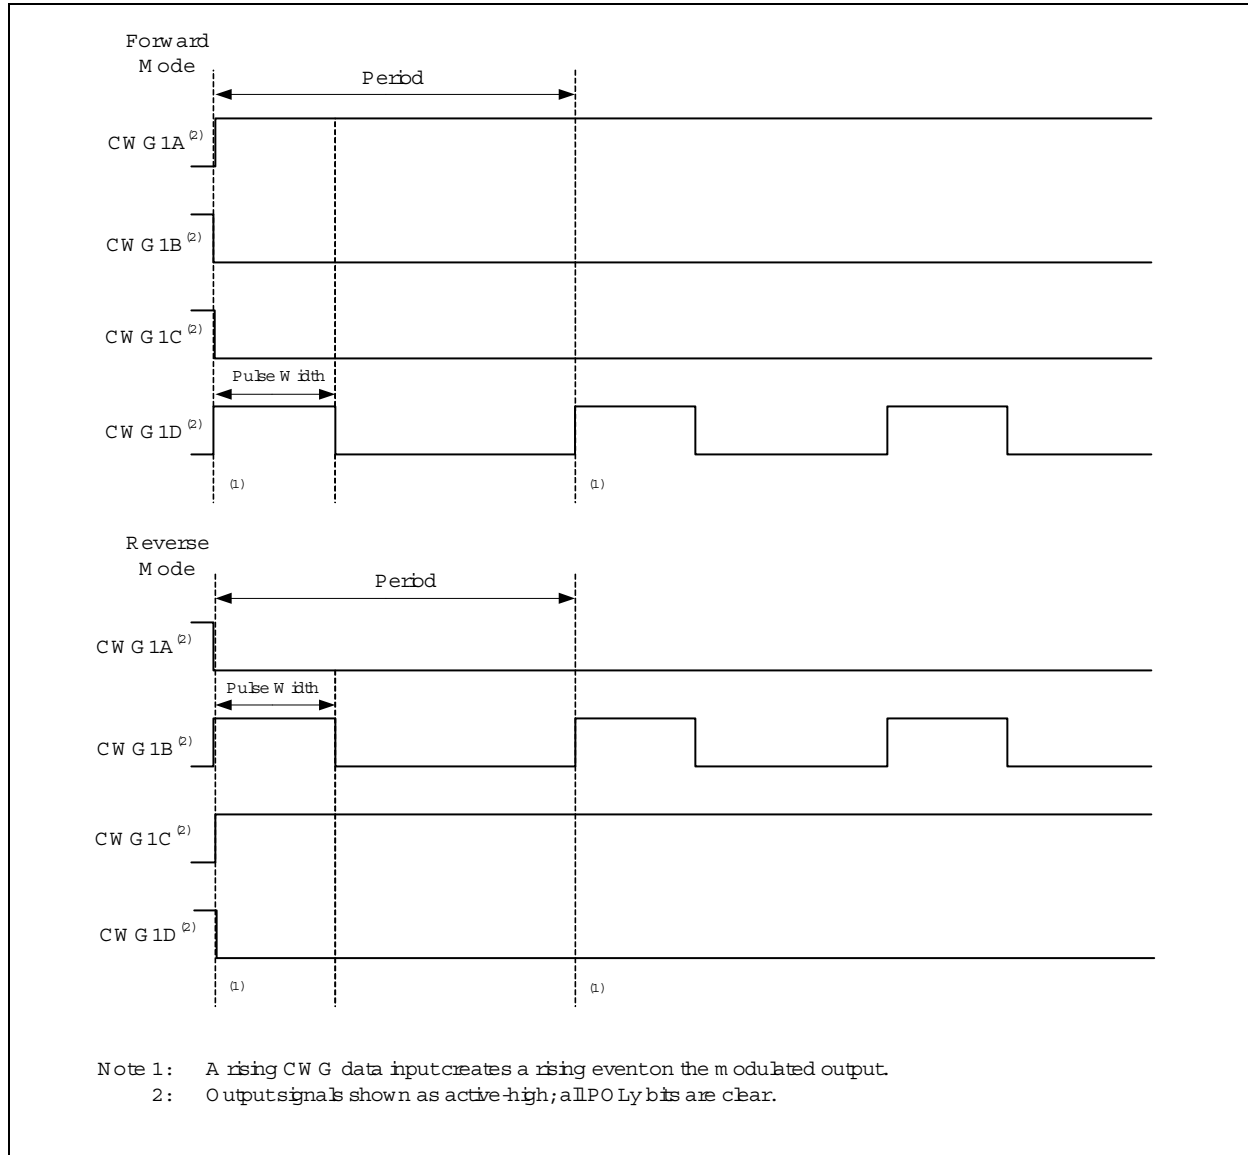 Forward
Mode
Period
CWG1A(2)
CWG1B(2)
CWG1C(2)
Pulse Width
CWG1D(2)
(1) (1)
Reverse
Mode
Period
CWG1A(2)
Pulse Width
CWG1B(2)
CWG1C(2)
CWG1D(2)
(1) (1)
Note 1: A rising CWG data input creates a rising event on the modulated output.
2: Output signals shown as active-high; all POLy bits are clear.